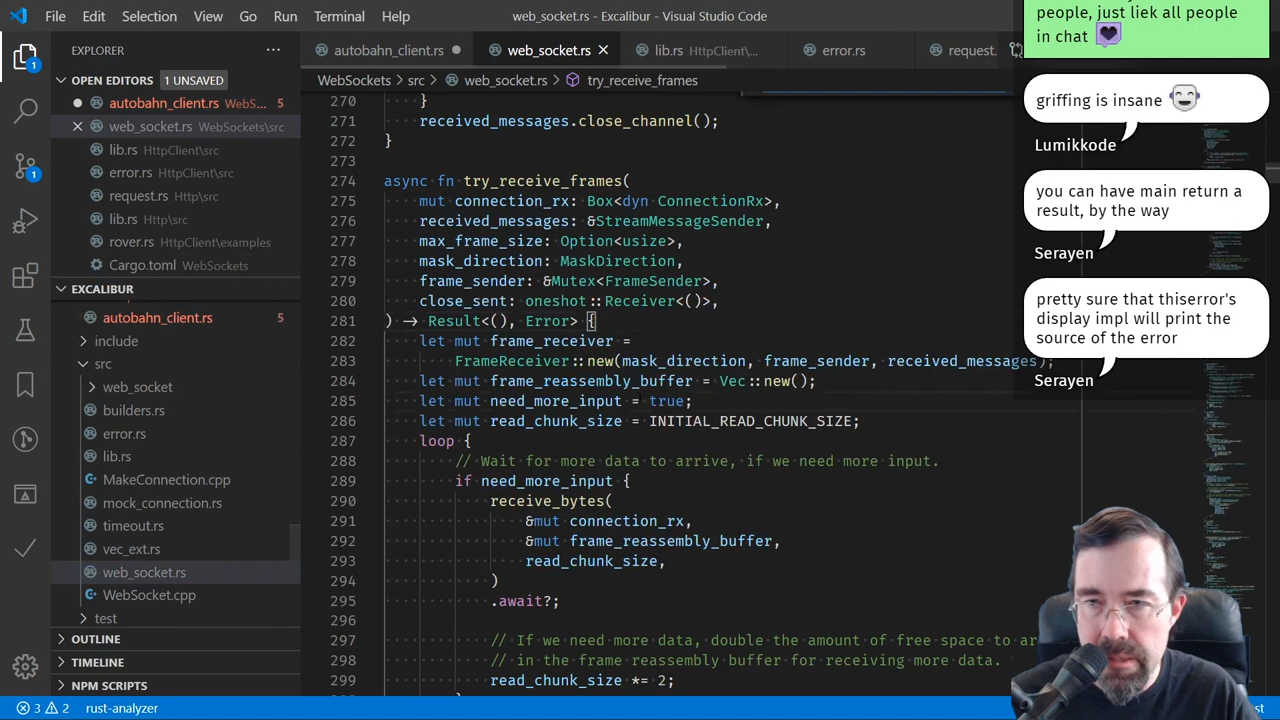 File Edit Selection View Go Run Terminal Help
web_socket.rs - Excalibur - Visual Studio Code
EXPLORER
OPEN EDITORS 1 UNSAVED
autobahn_client.rs WebS... 5
web_socket.rs WebSockets\src
lib.rs HttpClient\src
error.rs HttpClient\src
request.rs Http\src
lib.rs Http\src
rover.rs HttpClient\examples
Cargo.toml WebSockets
EXCALIBUR
autobahn_client.rs 5
include
src
web_socket
builders.rs
error.rs
lib.rs
MakeConnection.cpp
mock_connection.rs
timeout.rs
vec_ext.rs
web_socket.rs
WebSocket.cpp
test
OUTLINE
TIMELINE
NPM SCRIPTS
1
1
autobahn_client.rs web_socket.rs lib.rs HttpClient\... error.rs request.
WebSockets > src > web_socket.rs > try_receive_frames
270 }
271 received_messages.close_channel();
272 }
273
274 async fn try_receive_frames(
275 mut connection_rx: Box<dyn ConnectionRx>,
276 received_messages: &StreamMessageSender,
277 max_frame_size: Option<usize>,
278 mask_direction: MaskDirection,
279 frame_sender: &Mutex<FrameSender>,
280 close_sent: oneshot::Receiver<()>,
281 ) -> Result<(), Error> {
282 let mut frame_receiver =
283 FrameReceiver::new(mask_direction, frame_sender, received_messages);
284 let mut frame_reassembly_buffer = Vec::new();
285 let mut need_more_input = true;
286 let mut read_chunk_size = INITIAL_READ_CHUNK_SIZE;
287 loop {
288 // Wait for more data to arrive, if we need more input.
289 if need_more_input {
290 receive_bytes(
291 &mut connection_rx,
292 &mut frame_reassembly_buffer,
293 read_chunk_size,
294 )
295 .await?;
296
297 // If we need more data, double the amount of free space to ar
298 // in the frame reassembly buffer for receiving more data.
299 read_chunk_size *= 2;
people, just liek all people
in chat
griffing is insane
Lumikkode
you can have main return a
result, by the way
Serayen
pretty sure that thiserror's
display impl will print the
source of the error
Serayen
3 2 rust-analyzer